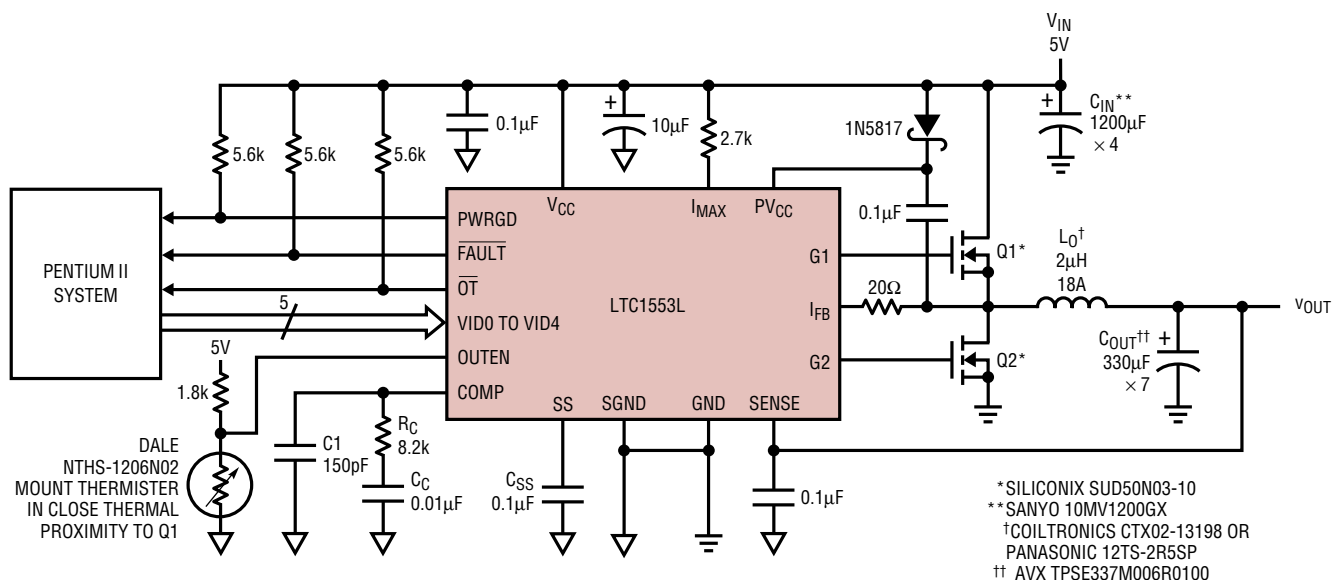 VIN
5V
0.1µF
+
10µF
2.7k
1N5817
+
CIN**
1200µF
× 4
5.6k
5.6k
5.6k
PENTIUM II
SYSTEM
5
PWRGD
FAULT
OT
VID0 TO VID4
OUTEN
COMP
VCC
IMAX
PVCC
LTC1553L
G1
IFB
G2
SS
SGND
GND
SENSE
0.1µF
20Ω
Q1*
Q2*
LO†
2µH
18A
VOUT
COUT††
+
330µF
× 7
5V
1.8k
DALE
NTHS-1206N02
MOUNT THERMISTER
IN CLOSE THERMAL
PROXIMITY TO Q1
C1
150pF
RC
8.2k
CC
0.01µF
CSS
0.1µF
0.1µF
*SILICONIX SUD50N03-10
**SANYO 10MV1200GX
†COILTRONICS CTX02-13198 OR
PANASONIC 12TS-2R5SP
†† AVX TPSE337M006R0100